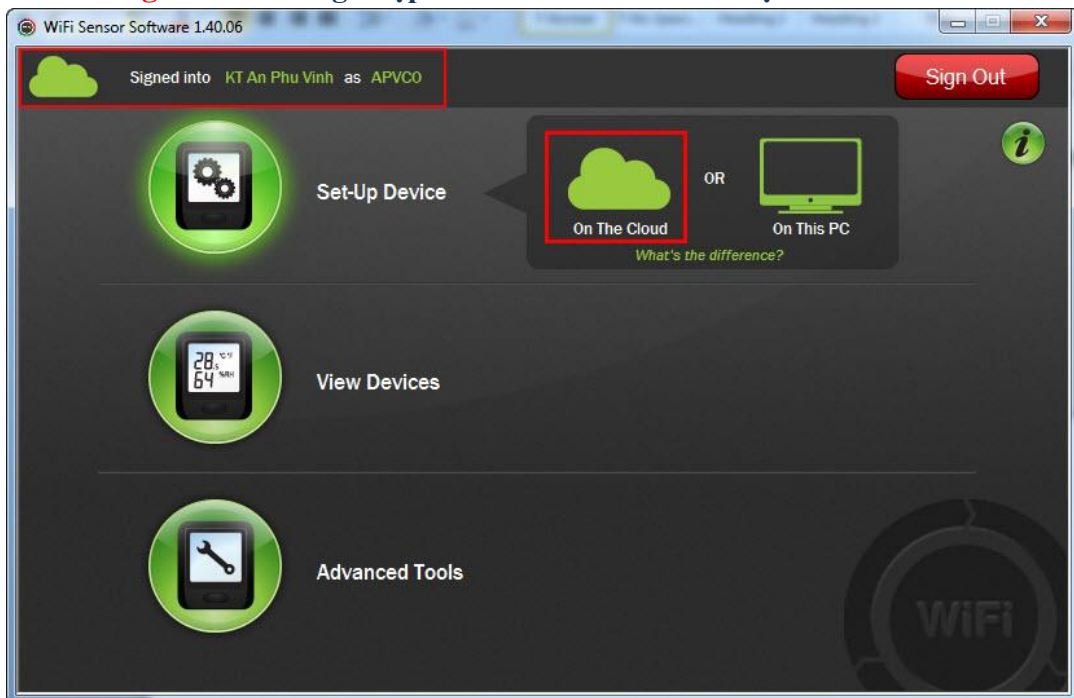 WiFi Sensor Software 1.40.06
Signed into KT An Phu Vinh as APVCO
Sign Out
i
Set-Up Device
On The Cloud
OR
On This PC
What's the difference?
28.5 °C°F
64 %RH
View Devices
Advanced Tools
WiFi